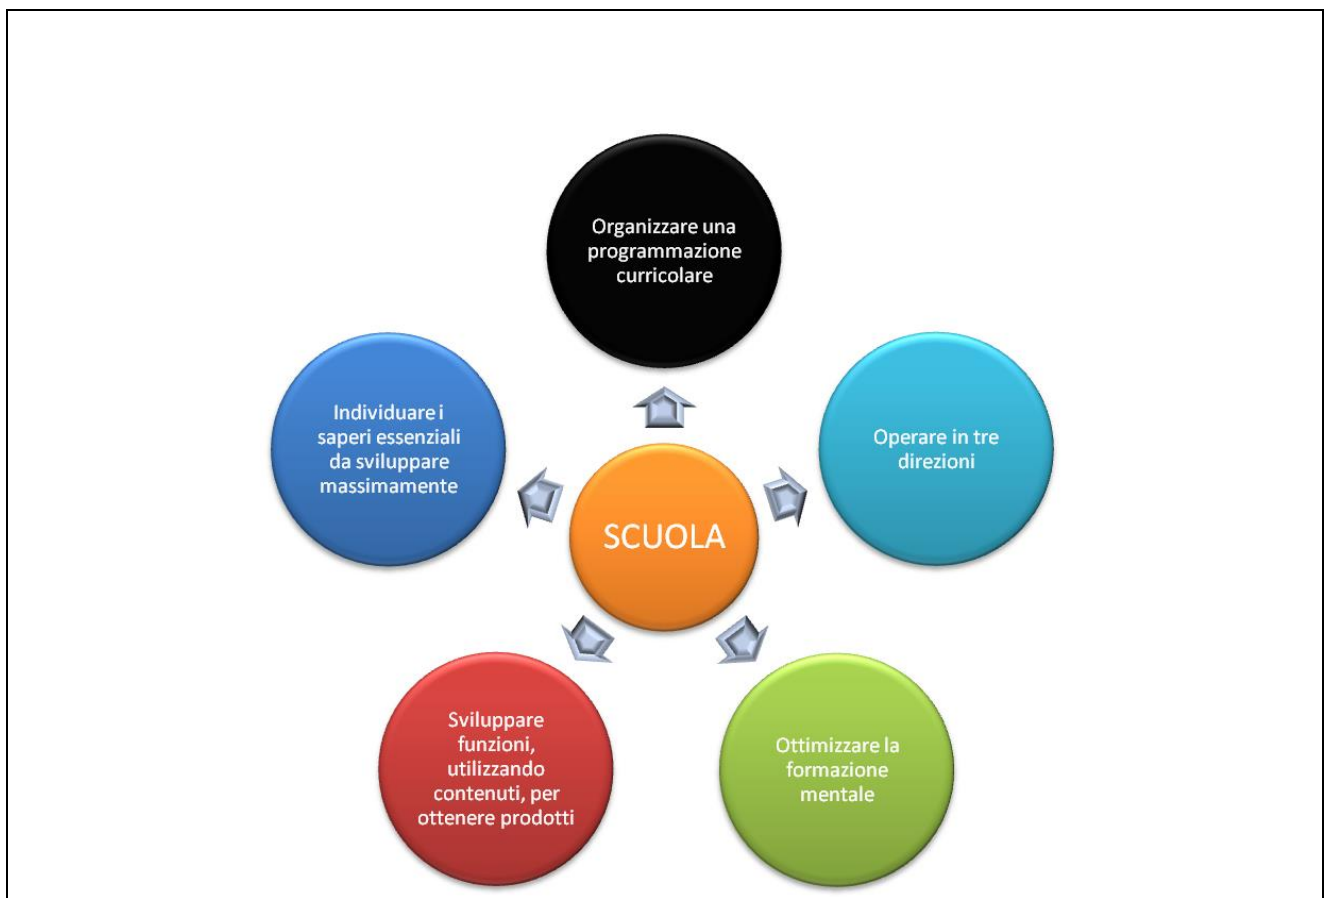 Organizzare una
programmazione
curricolare
Individuare i
saperi essenziali
da sviluppare
massimamente
Operare in tre
direzioni
SCUOLA
Sviluppare
funzioni,
utilizzando
contenuti, per
ottenere prodotti
Ottimizzare la
formazione
mentale